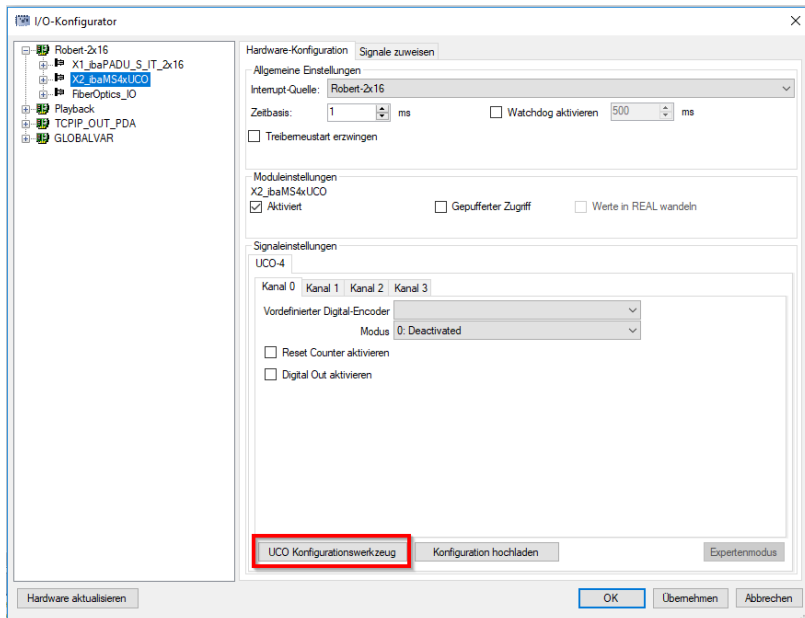 I/O-Konfigurator
Robert-2x16
X1_ibaPADU_S_IT_2x16
X2_ibaMS4xUCO
FiberOptics_IO
Playback
TCPIP_OUT_PDA
GLOBALVAR
Hardware-Konfiguration Signale zuweisen
Allgemeine Einstellungen
Interrupt-Quelle: Robert-2x16
Zeitbasis: 1 ms Watchdog aktivieren 500 ms
Treiberneustart erzwingen
Moduleinstellungen
X2_ibaMS4xUCO
Aktiviert Gepufferter Zugriff Werte in REAL wandeln
Signaleinstellungen
UCO-4
Kanal 0 Kanal 1 Kanal 2 Kanal 3
Vordefinierter Digital-Encoder
Modus 0: Deactivated
Reset Counter aktivieren
Digital Out aktivieren
UCO Konfigurationswerkzeug Konfiguration hochladen Expertenmodus
Hardware aktualisieren OK Übernehmen Abbrechen